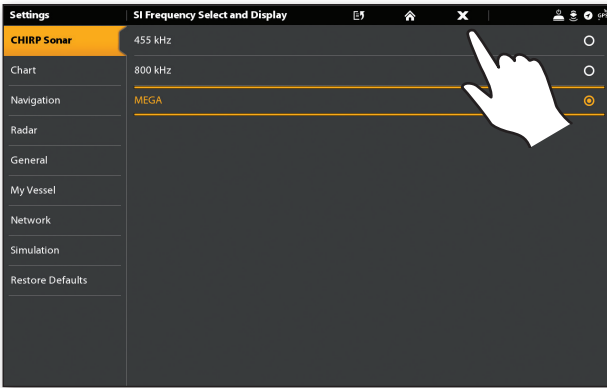 Settings
SI Frequency Select and Display
X
GPS
CHIRP Sonar
455 kHz
Chart
800 kHz
Navigation
MEGA
Radar
General
My Vessel
Network
Simulation
Restore Defaults